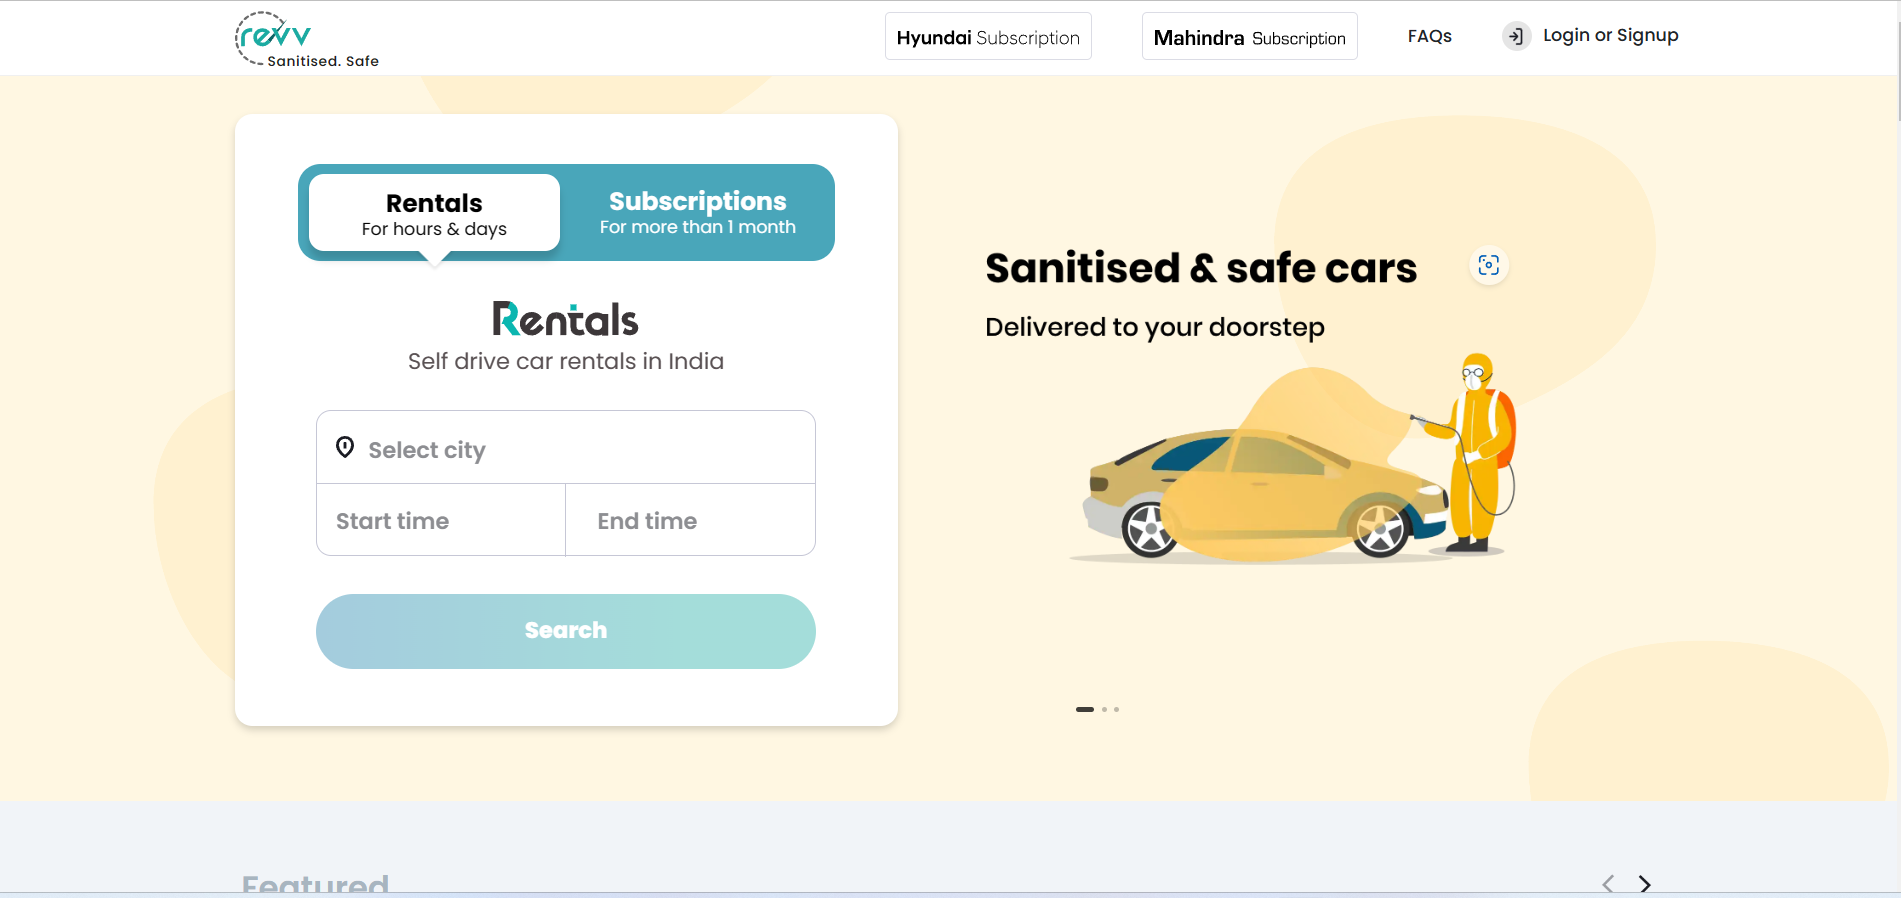 revv
Sanitised. Safe
Hyundai Subscription
Mahindra Subscription
FAQs
Login or Signup
Rentals
For hours & days
Subscriptions
For more than 1 month
Rentals
Self drive car rentals in India
Select city
Start time
End time
Search
Sanitised & safe cars
Delivered to your doorstep
Featured